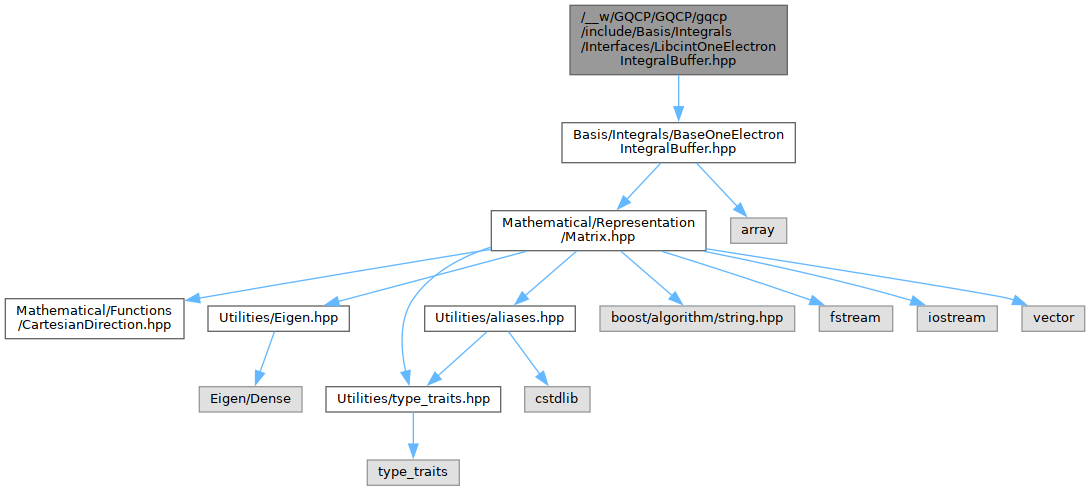 /__w/GQCP/GQCP/gqcp
/include/Basis/Integrals
/Interfaces/LibcintOneElectron
IntegralBuffer.hpp
Basis/Integrals/BaseOneElectron
IntegralBuffer.hpp
Mathematical/Representation
/Matrix.hpp
array
Mathematical/Functions
/CartesianDirection.hpp
Utilities/Eigen.hpp
Utilities/aliases.hpp
boost/algorithm/string.hpp
fstream
iostream
vector
Eigen/Dense
Utilities/type_traits.hpp
cstdlib
type_traits